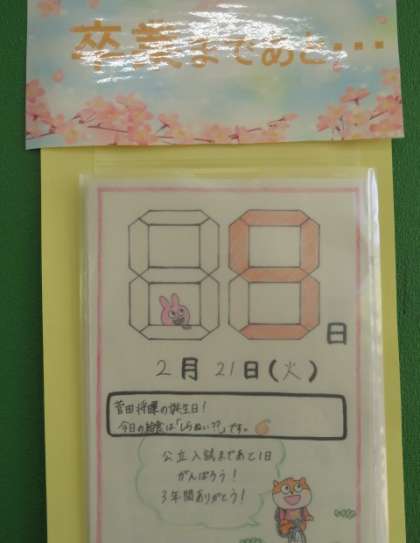 卒業まであと…
8日
2月 21日(火)
菅田将暉の誕生日!
今日の給食は「しらぬい??」です。
公立入試まであと1日
がんばろう!
3年間ありがとう!